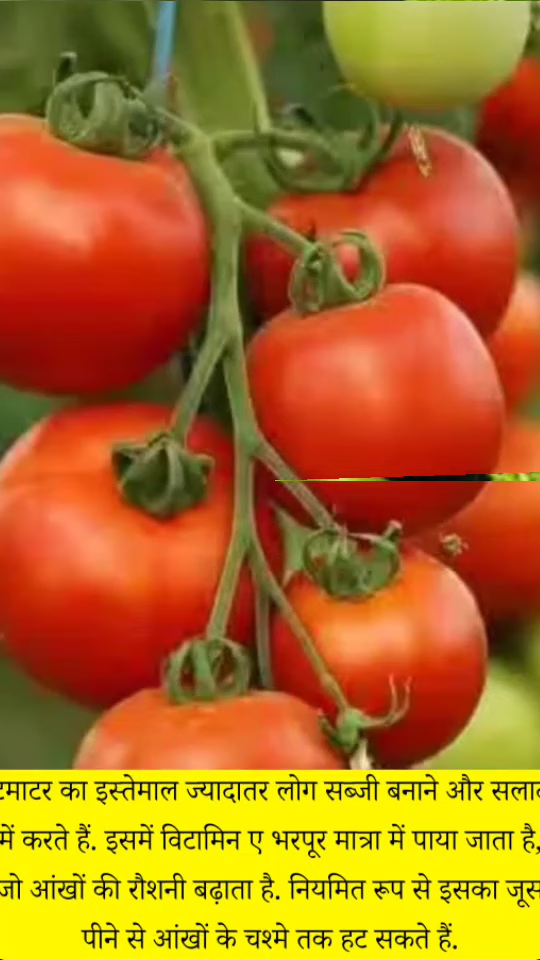 टमाटर का इस्तेमाल ज्यादातर लोग सब्जी बनाने और सलाद
में करते हैं. इसमें विटामिन ए भरपूर मात्रा में पाया जाता है,
जो आंखों की रौशनी बढ़ाता है. नियमित रूप से इसका जूस
पीने से आंखों के चश्मे तक हट सकते हैं.